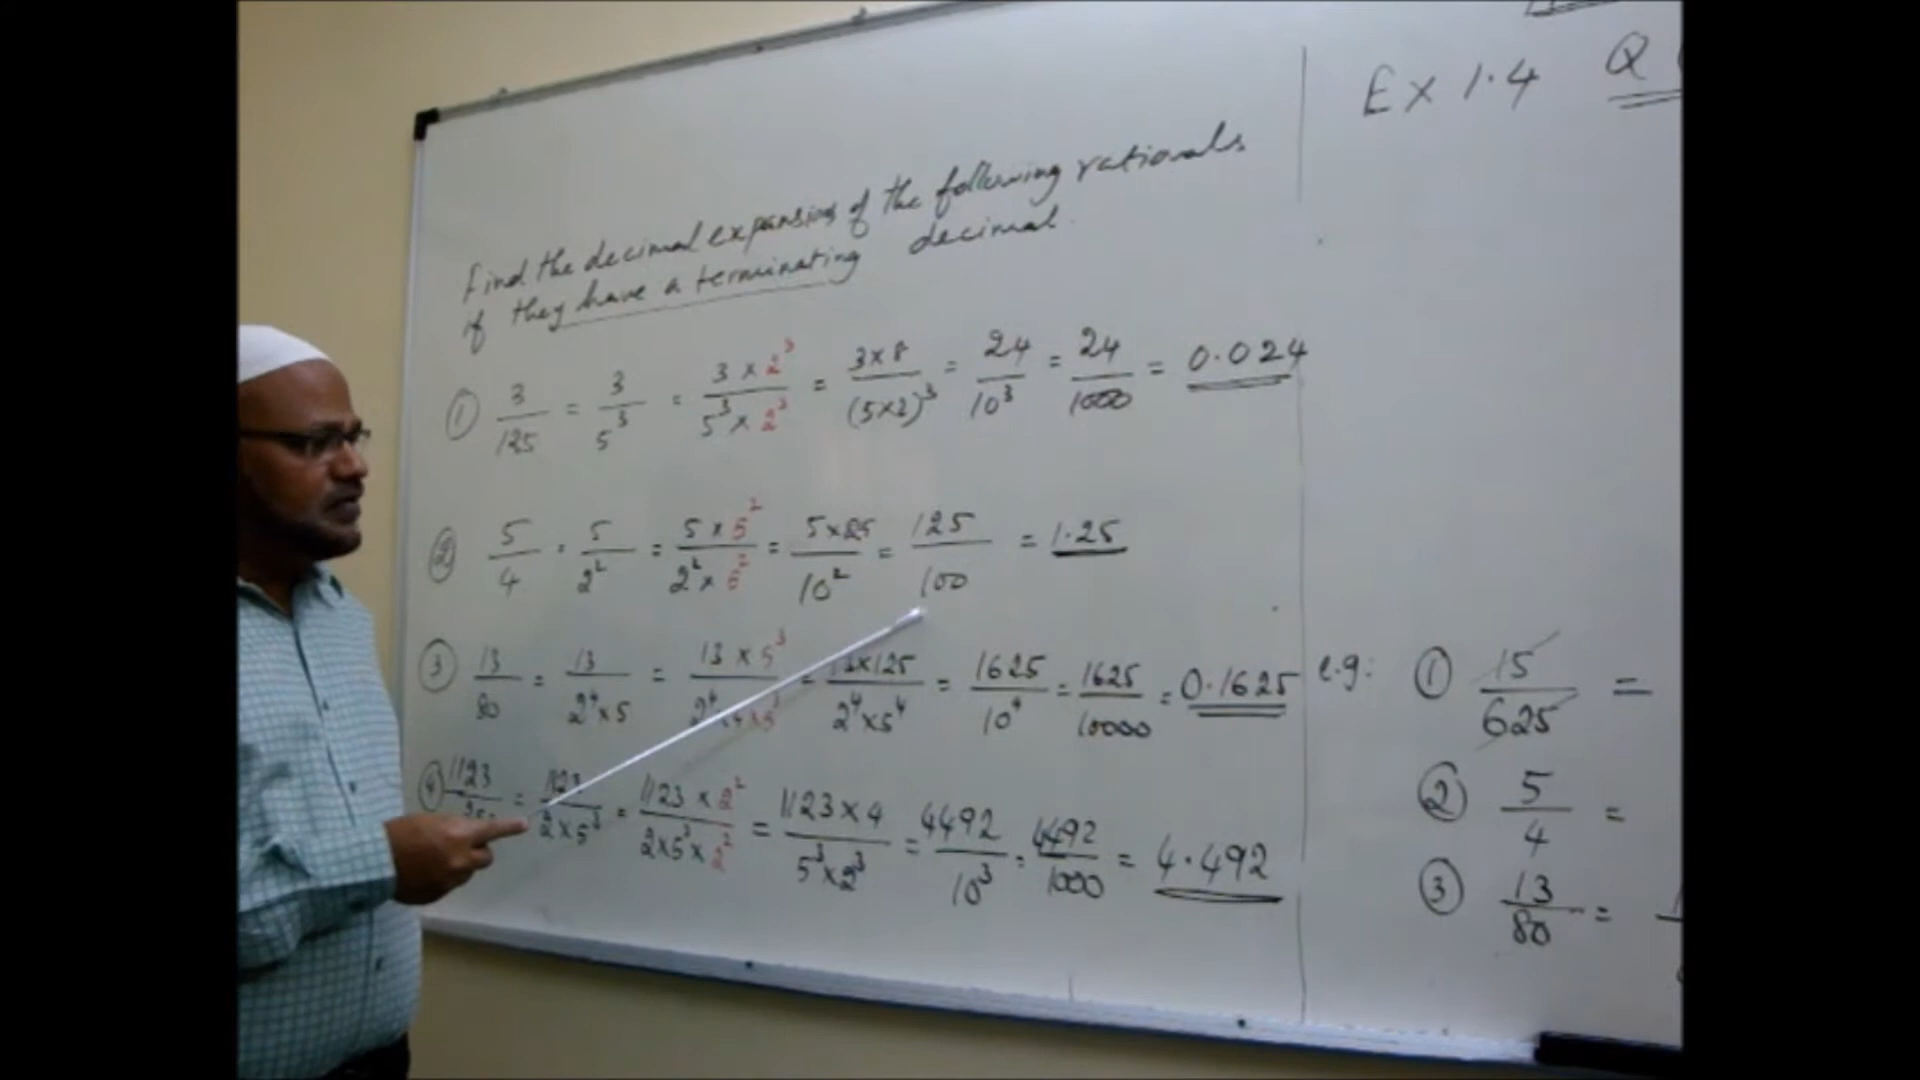 Find the decimal expansions of the following rationals.
if they have a terminating decimal.
① 3/125 = 3/5³ = 3 × 2³/5³ × 2³ = 3×8/(5×2)³ = 24/10³ = 24/1000 = 0.024
② 5/4 = 5/2² = 5 × 5²/2² × 5² = 5×25/10² = 125/100 = 1.25
③ 13/80 = 13/2⁴×5 = 13 × 5³ = 13×125/2⁴×5⁴ = 1625/10⁴ = 1625/10000 = 0.1625
④ 1123 = 1123/2×5³ = 1123 × 2²/2×5³×2² = 1123×4/5³×2³ = 4492/10³ = 4492/1000 = 4.492
Ex 1.4 Q
e.g: ① 15/625 =
② 5/4 =
③ 13/80 =